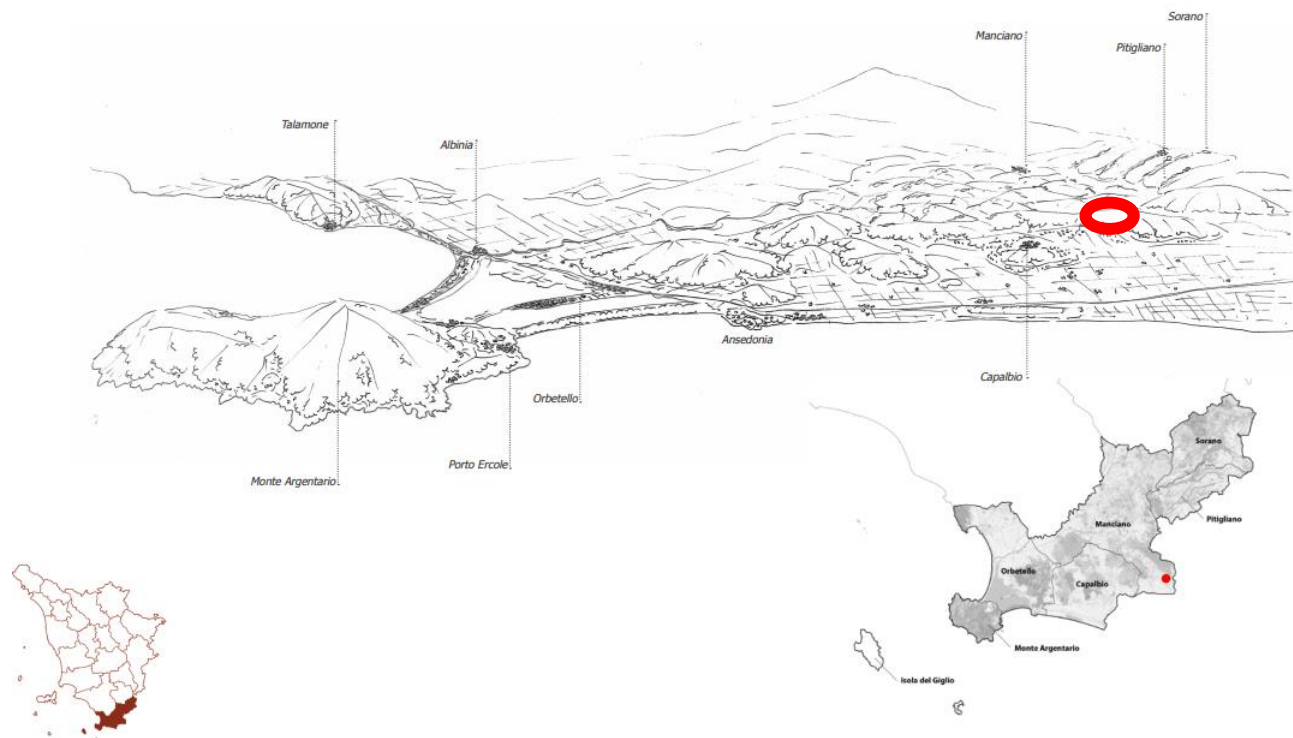 Sorano
Manciano
Pitigliano
Talamone
Albinia
Ansedonia
Capalbio
Orbetello
Porto Ercole
Monte Argentario
Sorano
Pitigliano
Manciano
Orbetello
Capalbio
Monte Argentario
Isola del Giglio